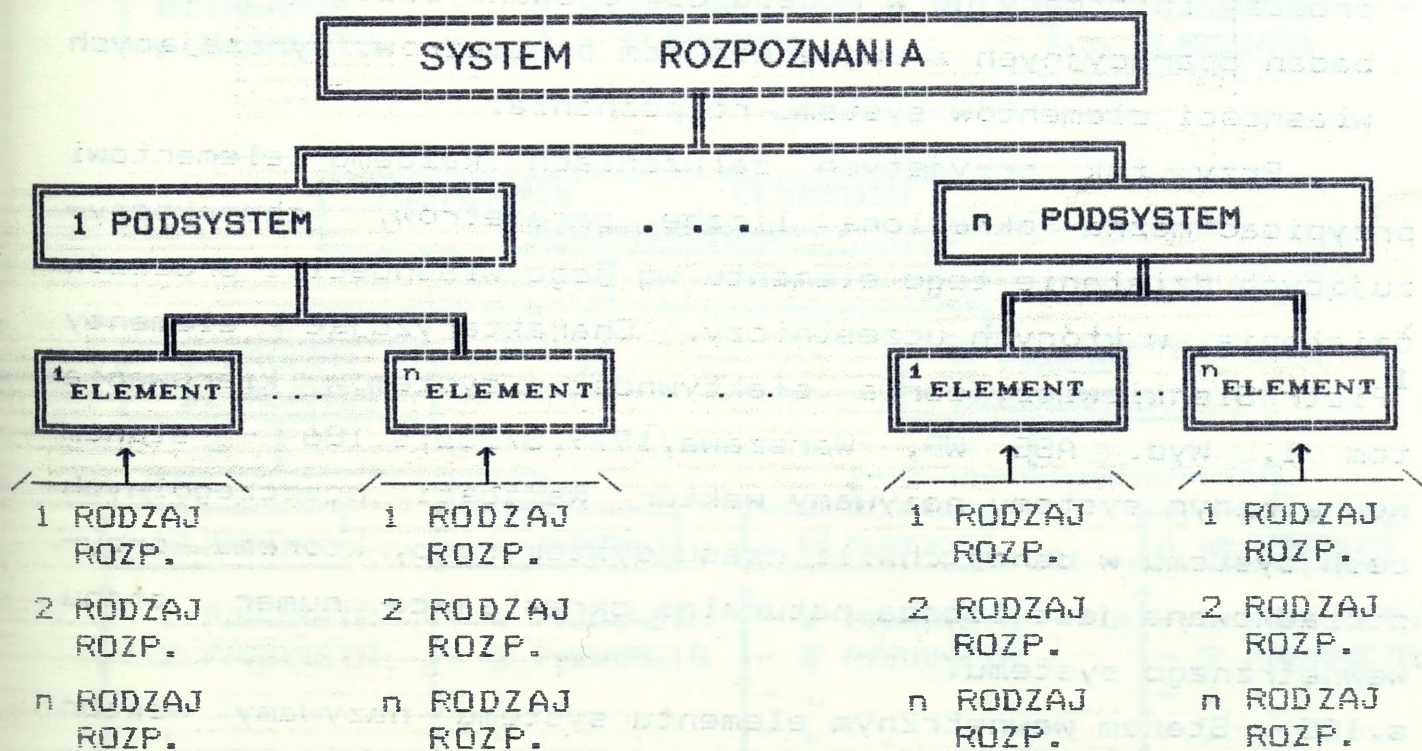 SYSTEM ROZPOZNANIA
1 PODSYSTEM . . . n PODSYSTEM
1 ELEMENT . . . n ELEMENT . . . 1 ELEMENT n ELEMENT
1 RODZAJ 1 RODZAJ 1 RODZAJ 1 RODZAJ
ROZP. ROZP. ROZP. ROZP.
2 RODZAJ 2 RODZAJ 2 RODZAJ 2 RODZAJ
ROZP. ROZP. ROZP. ROZP.
n RODZAJ n RODZAJ n RODZAJ n RODZAJ
ROZP. ROZP. ROZP. ROZP.